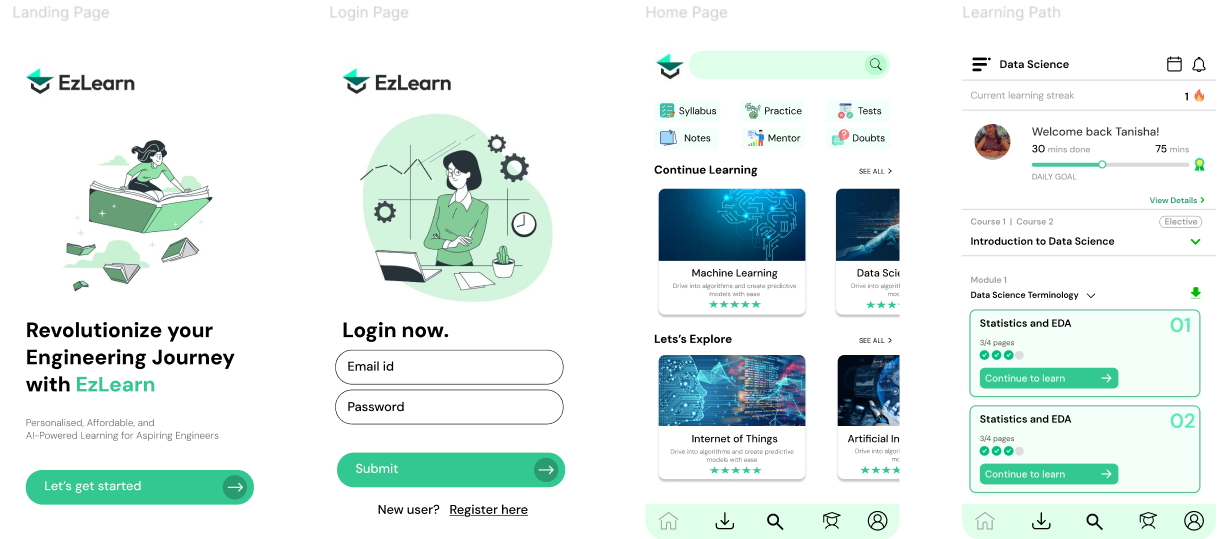 Landing Page
EzLearn
Revolutionize your
Engineering Journey
with EzLearn
Personalised, Affordable, and
AI-Powered Learning for Aspiring Engineers
Let's get started
Login Page
EzLearn
Login now.
Email id
Password
Submit
New user? Register here
Home Page
Syllabus
Practice
Tests
Notes
Mentor
Doubts
Continue Learning
SEE ALL >
Machine Learning
Drive into algorithms and create predictive
models with ease
Data Scie
Drive into algori
Lets's Explore
SEE ALL >
Internet of Things
Drive into algorithms and create predictive
models with ease
Artificial In
Drive into algori
Learning Path
Data Science
Current learning streak
1
Welcome back Tanisha!
30 mins done
75 mins
DAILY GOAL
View Details >
Course 1 | Course 2
Elective
Introduction to Data Science
Module 1
Data Science Terminology
Statistics and EDA
01
3/4 pages
Continue to learn
Statistics and EDA
02
3/4 pages
Continue to learn